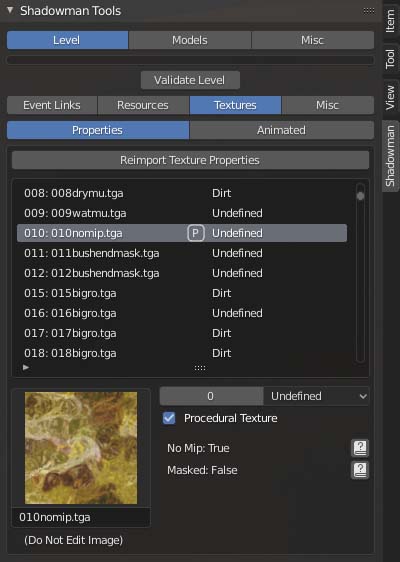 Shadowman Tools
Level Models Misc
Validate Level
Event Links Resources Textures Misc
Properties Animated
Reimport Texture Properties
008: 008drymu.tga Dirt
009: 009watmu.tga Undefined
010: 010nomip.tga P Undefined
011: 011bushendmask.tga Undefined
012: 012bushendmask.tga Undefined
015: 015bigro.tga Dirt
016: 016bigro.tga Undefined
017: 017bigro.tga Dirt
018: 018bigro.tga Dirt
0 Undefined
Procedural Texture
No Mip: True ?
Masked: False ?
010nomip.tga
(Do Not Edit Image)
Item
Tool
View
Shadowman